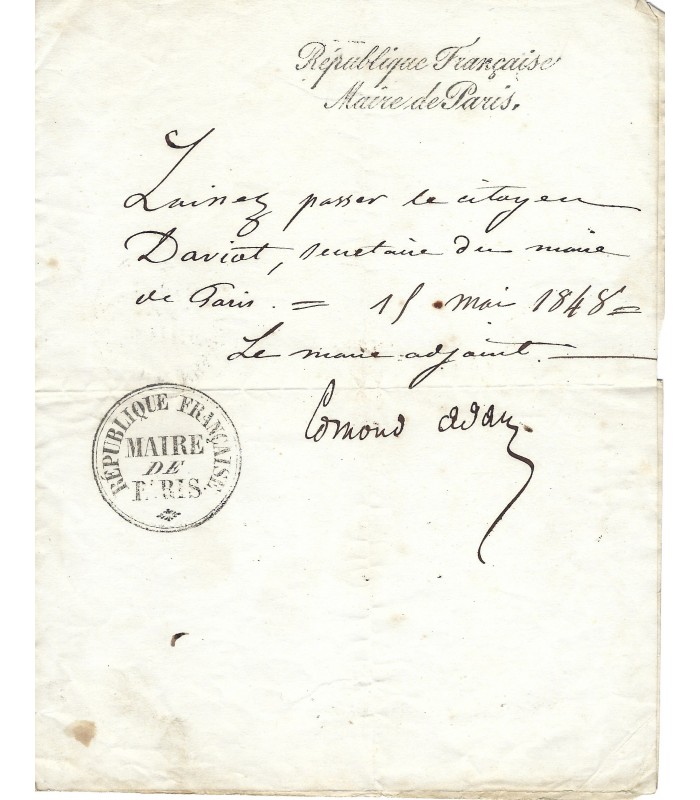 République Française
Maire de Paris.
Laissez passer le citoyen
Daviot, secretaire du maire
de Paris. = 15 mai 1848 =
Le maire adjoint. —
Edmond Adam
RÉPUBLIQUE FRANÇAISE
MAIRE
DE
PARIS